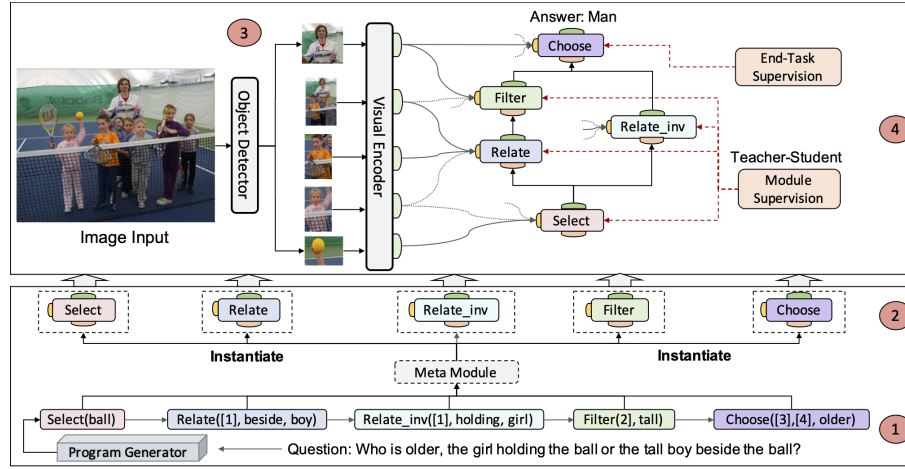 Answer: Man
3
Choose
End-Task
Supervision
Object Detector
Visual Encoder
Filter
Relate_inv
4
Relate
Teacher-Student
Module
Supervision
Select
Image Input
Select
Relate
Relate_inv
Filter
Choose
2
Instantiate
Instantiate
Meta Module
Select(ball)
Relate([1], beside, boy)
Relate_inv([1], holding, girl)
Filter(2], tall)
Choose([3],[4], older)
1
Program Generator
Question: Who is older, the girl holding the ball or the tall boy beside the ball?